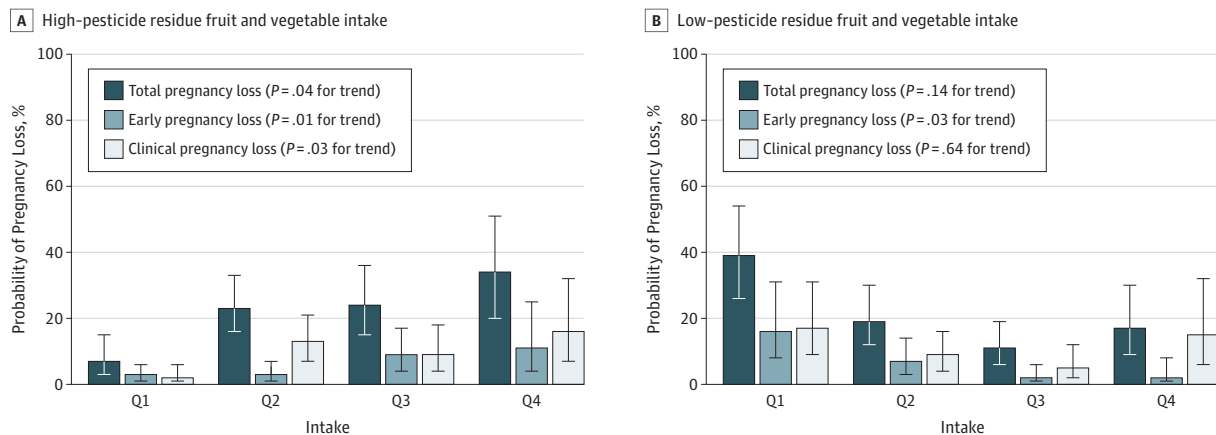 A High-pesticide residue fruit and vegetable intake
100
80
60
40
20
0
Probability of Pregnancy Loss, %
Total pregnancy loss (P = .04 for trend)
Early pregnancy loss (P = .01 for trend)
Clinical pregnancy loss (P = .03 for trend)
Q1 Q2 Q3 Q4
Intake
B Low-pesticide residue fruit and vegetable intake
100
80
60
40
20
0
Probability of Pregnancy Loss, %
Total pregnancy loss (P = .14 for trend)
Early pregnancy loss (P = .03 for trend)
Clinical pregnancy loss (P = .64 for trend)
Q1 Q2 Q3 Q4
Intake